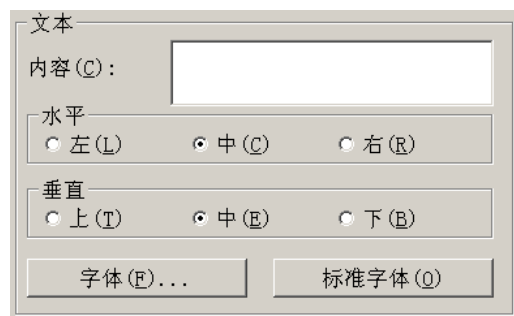 文本
内容(C):
水平
左(L) 中(C) 右(R)
垂直
上(T) 中(E) 下(B)
字体(F)... 标准字体(O)